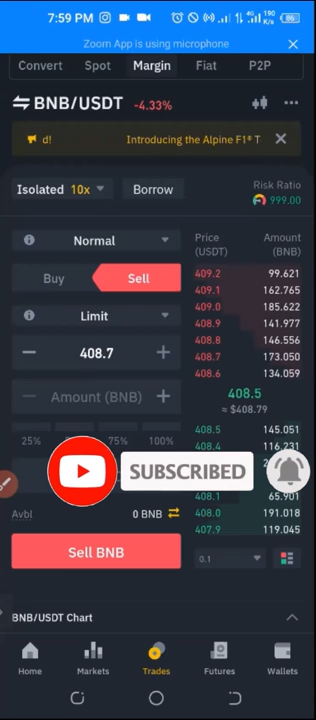 7:59 PM
190
K/s
86
Zoom App is using microphone
Convert Spot Margin Fiat P2P
BNB/USDT -4.33%
d! Introducing the Alpine F1® T
Isolated 10x Borrow
Risk Ratio
999.00
Normal
Buy Sell
Limit
408.7
Amount (BNB)
25% 75% 100%
Avbl 0 BNB
Sell BNB
Price
(USDT)
Amount
(BNB)
409.2 99.621
409.1 162.765
409.0 185.622
408.9 141.977
408.8 146.556
408.7 173.050
408.6 134.059
408.5
≈ $408.79
408.5 145.051
408.4 116.231
408.1 65.901
408.0 191.018
407.9 119.045
0.1
SUBSCRIBED
BNB/USDT Chart
Home Markets Trades Futures Wallets